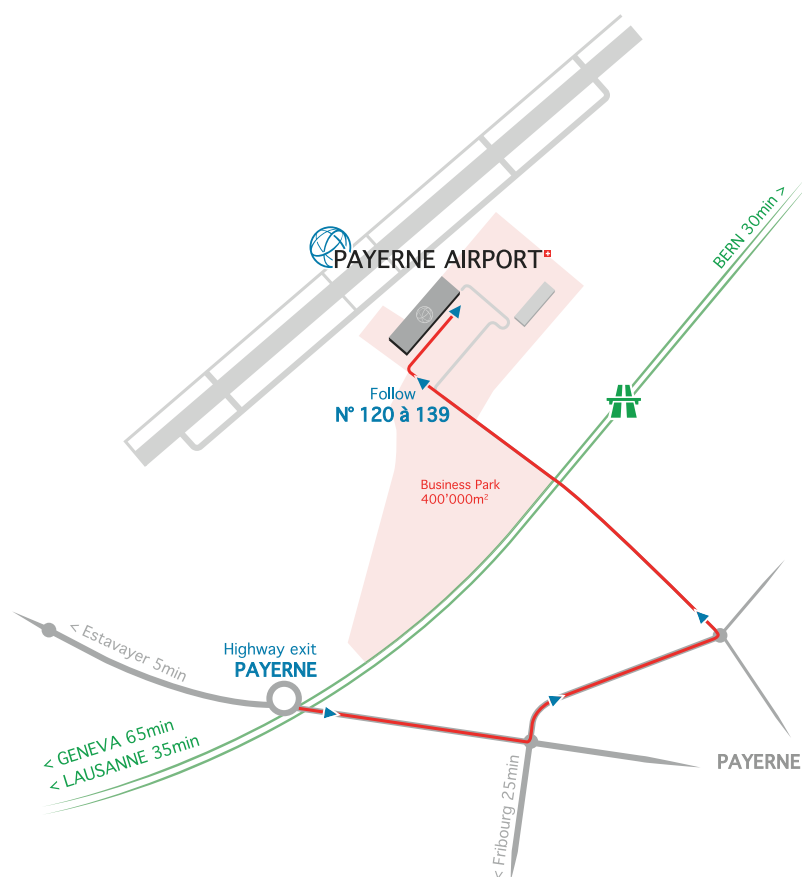 BERN 30min >
PAYERNE AIRPORT
Follow
N° 120 à 139
Business Park
400'000m²
< Estavayer 5min
Highway exit
PAYERNE
< GENEVA 65min
< LAUSANNE 35min
PAYERNE
< Fribourg 25min